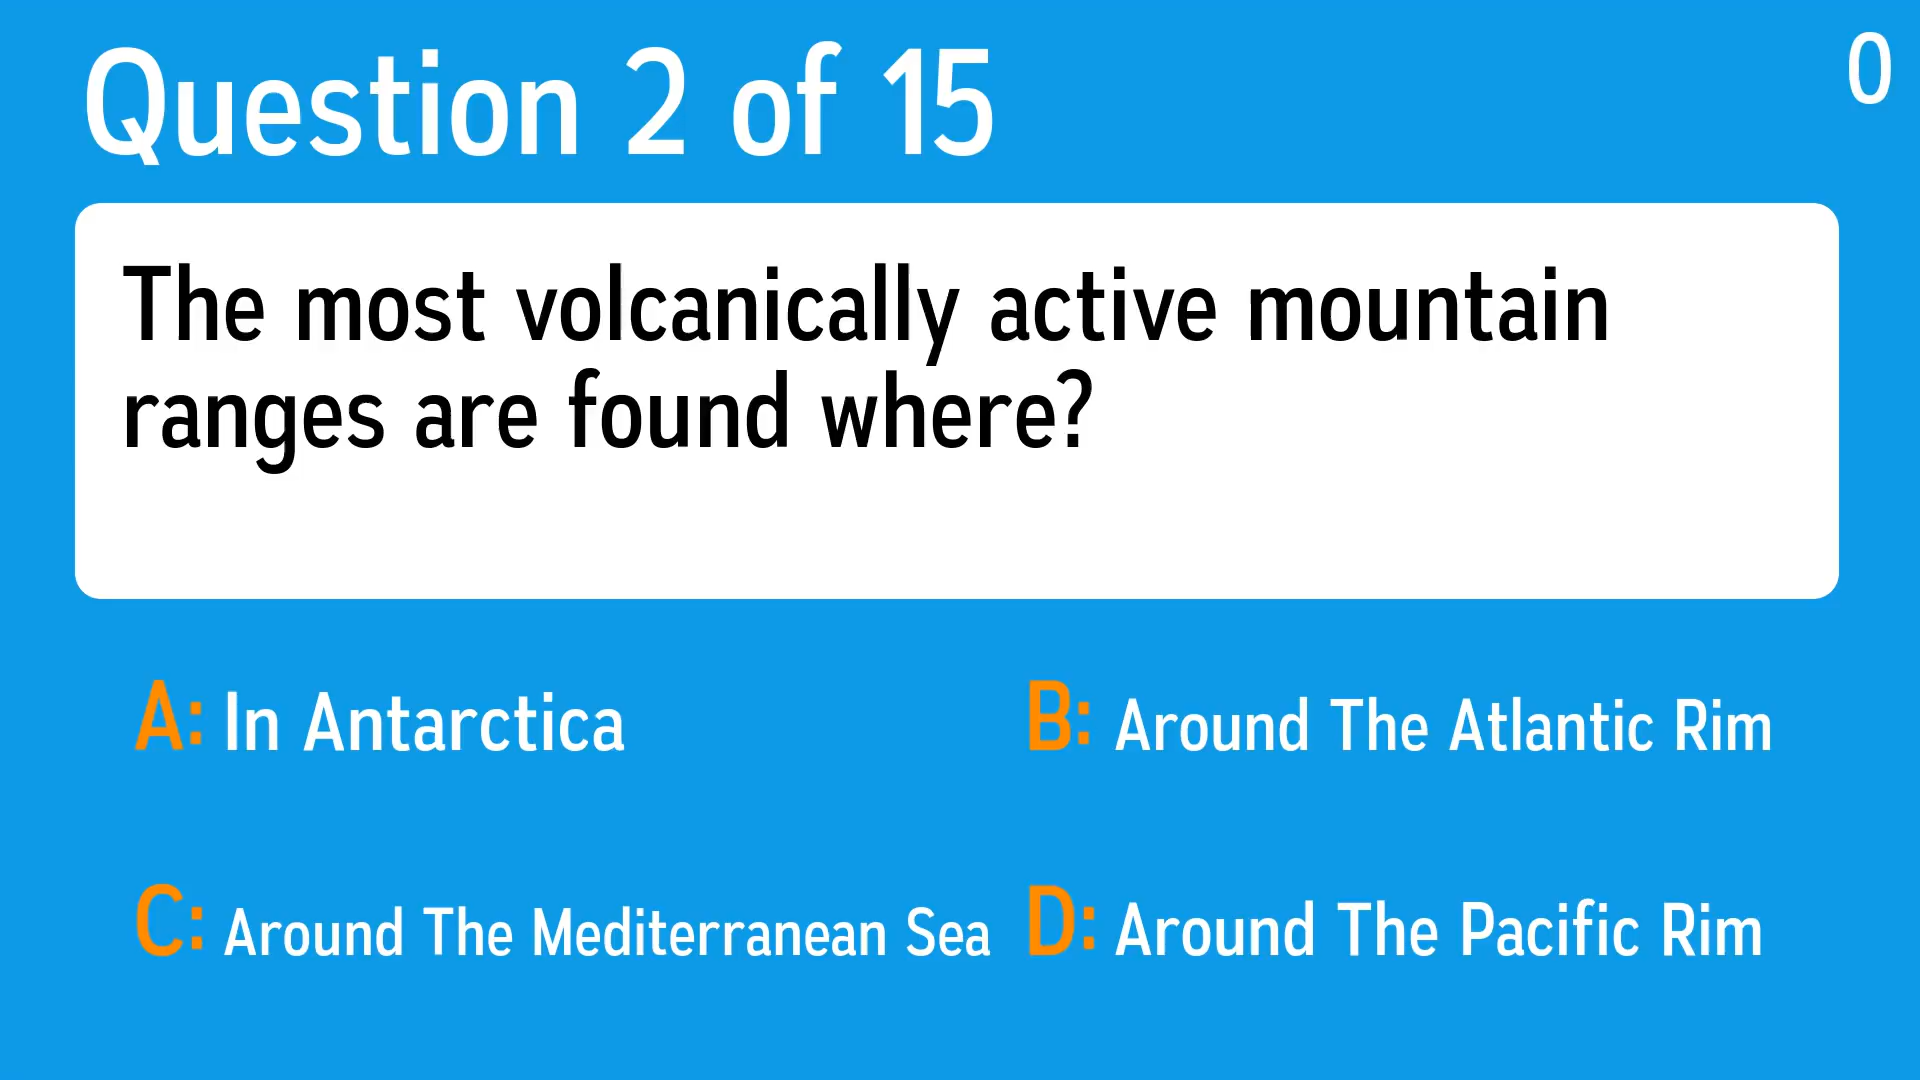 Question 2 of 15
0
The most volcanically active mountain
ranges are found where?
A: In Antarctica
B: Around The Atlantic Rim
C: Around The Mediterranean Sea
D: Around The Pacific Rim